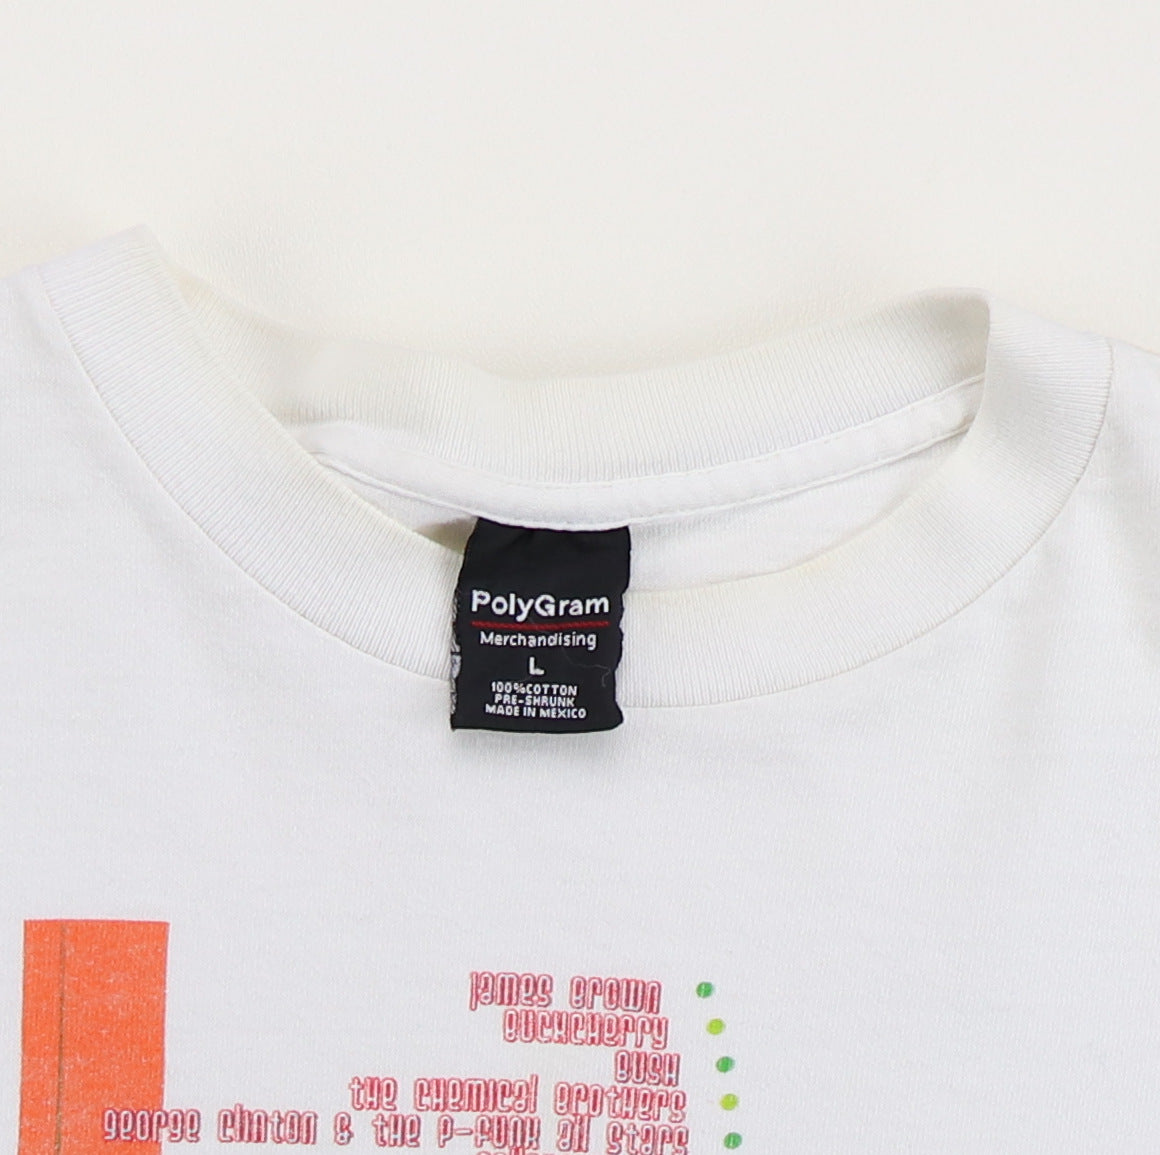 PolyGram
Merchandising
L
100% COTTON
PRE-SHRUNK
MADE IN MEXICO
james brown
buckcherry
bush
the chemical brothers
george clinton & the p-funk all stars